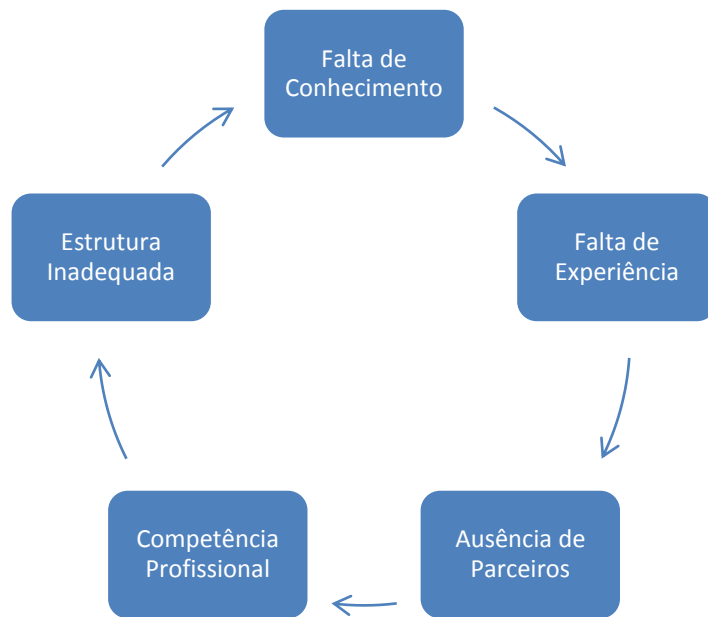 Falta de
Conhecimento
Falta de
Experiência
Ausência de
Parceiros
Competência
Profissional
Estrutura
Inadequada